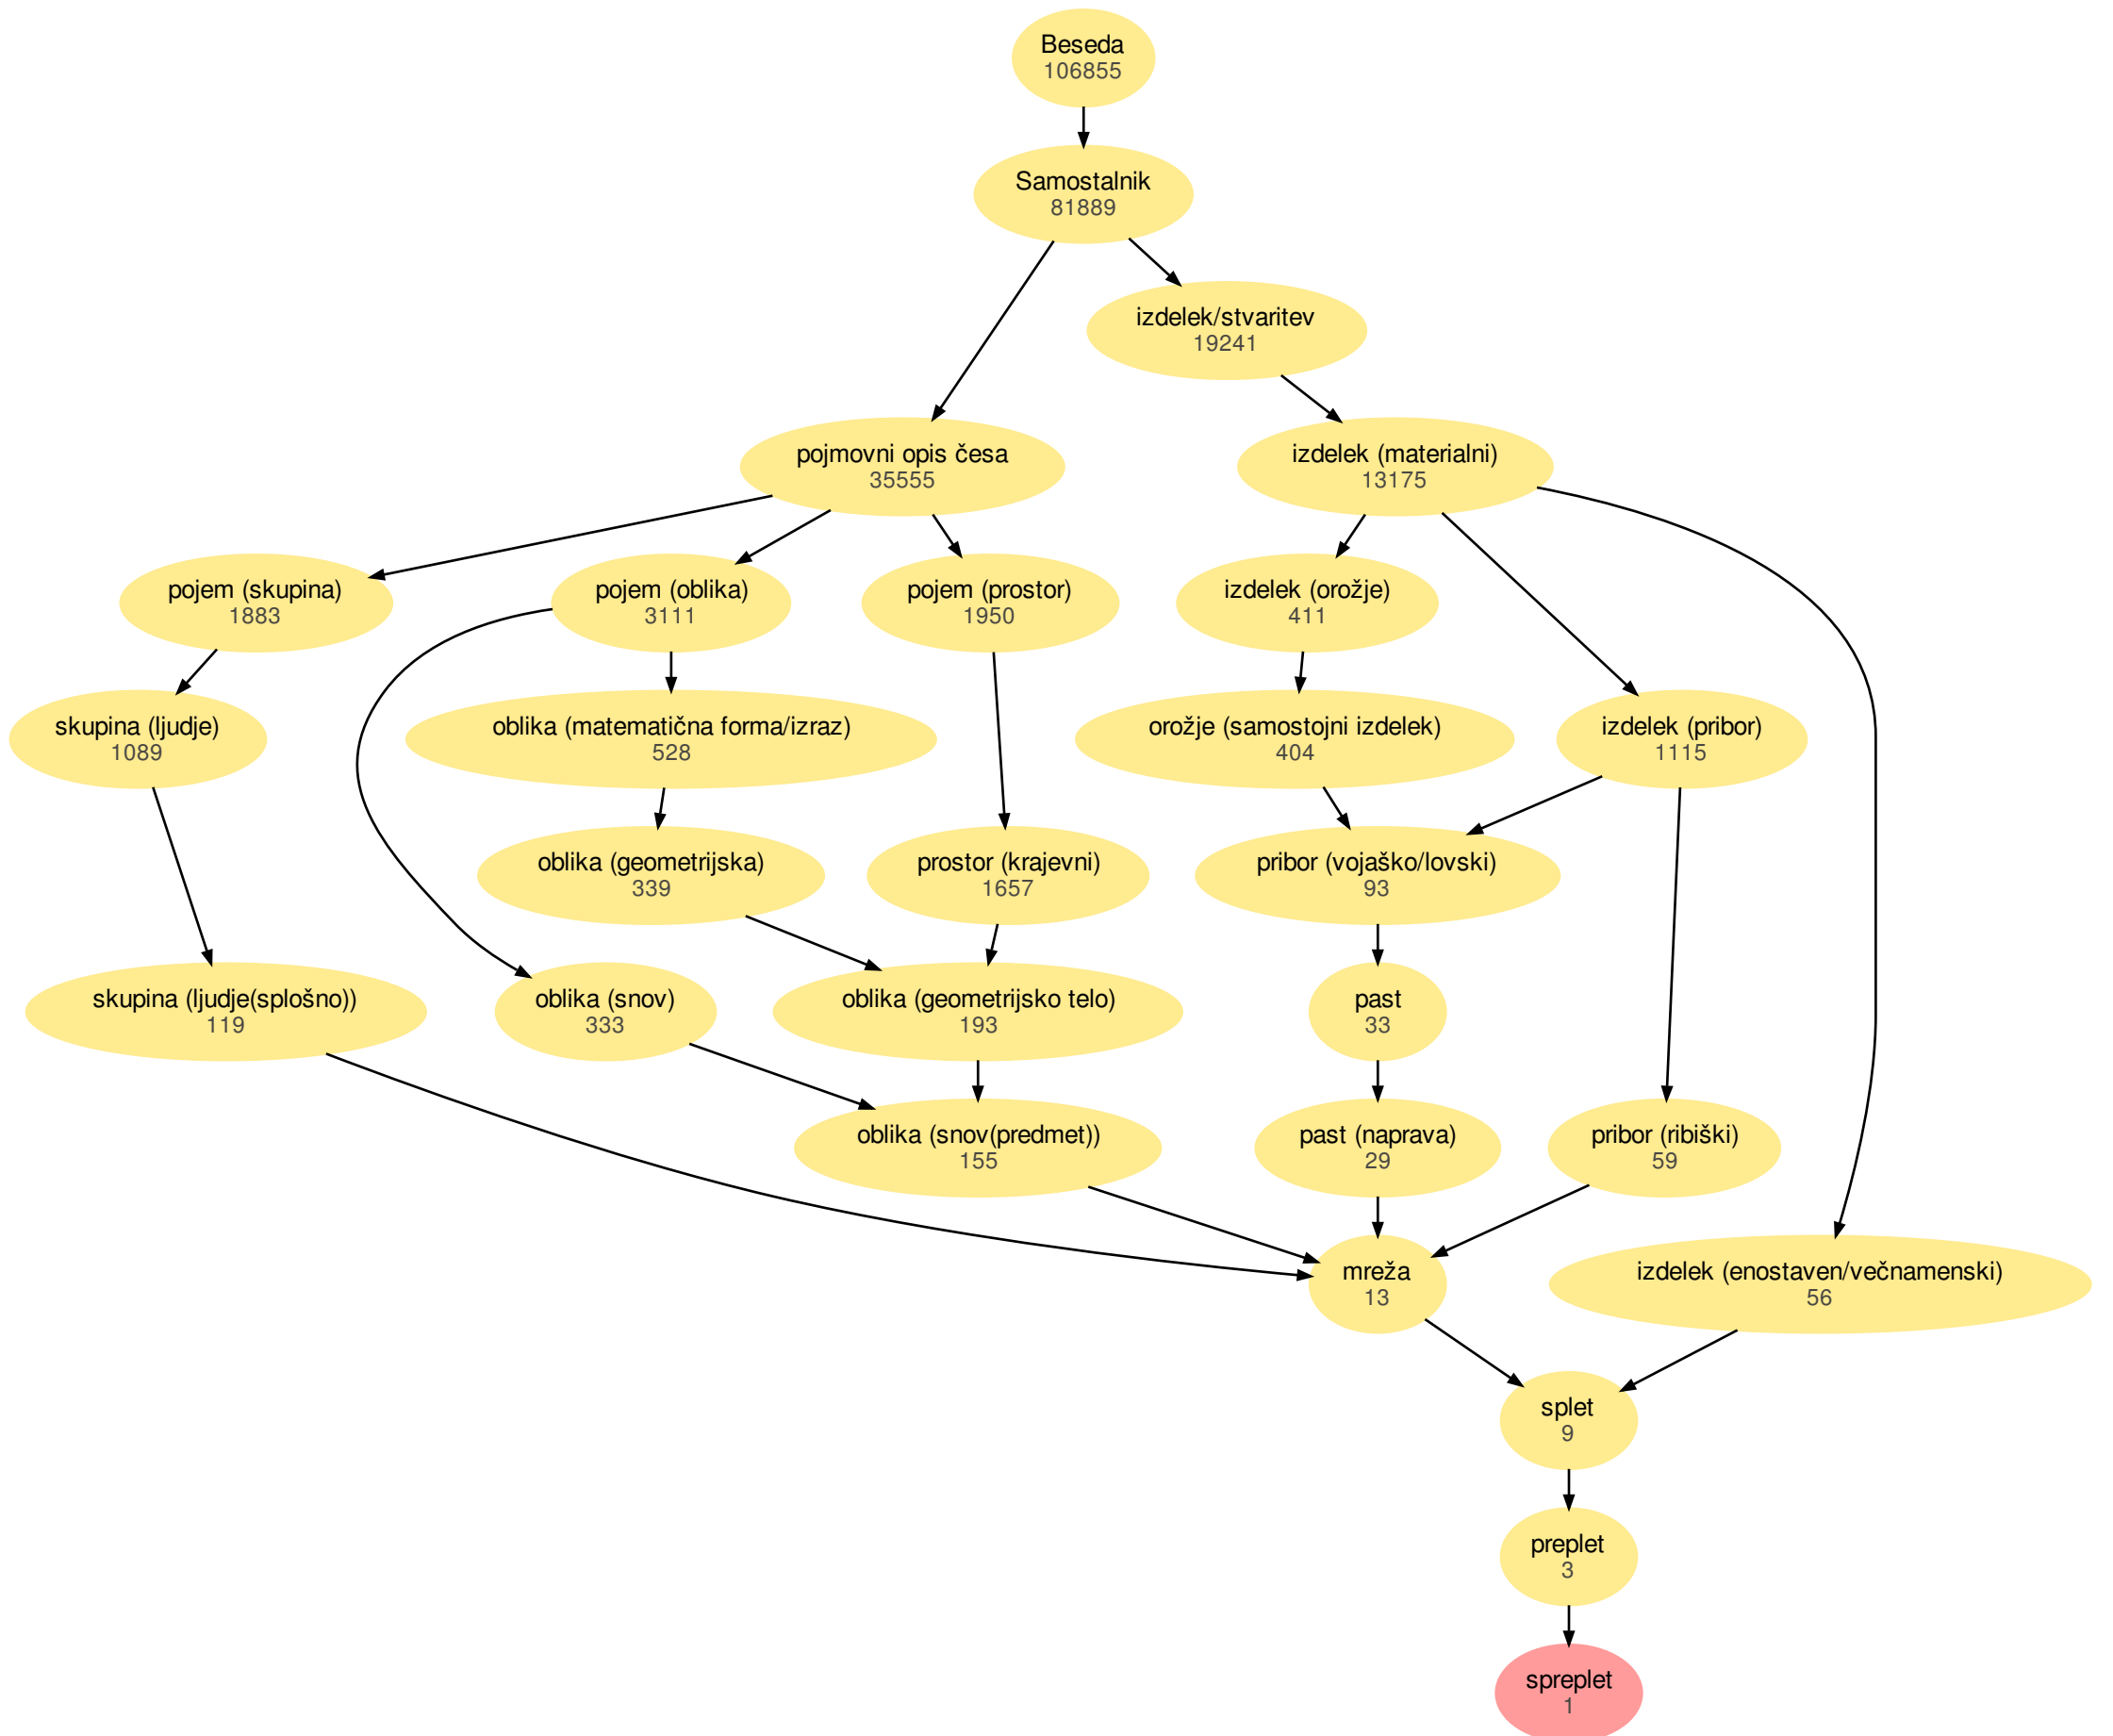 Beseda
106855
Samostalnik
81889
izdelek/stvaritev
19241
pojmovni opis česa
35555
izdelek (materialni)
13175
pojem (skupina)
1883
pojem (oblika)
3111
pojem (prostor)
1950
izdelek (orožje)
411
skupina (ljudje)
1089
oblika (matematična forma/izraz)
528
orožje (samostojni izdelek)
404
izdelek (pribor)
1115
oblika (geometrijska)
339
prostor (krajevni)
1657
pribor (vojaško/lovski)
93
skupina (ljudje(splošno))
119
oblika (snov)
333
oblika (geometrijsko telo)
193
past
33
oblika (snov(predmet))
155
past (naprava)
29
pribor (ribiški)
59
mreža
13
izdelek (enostaven/večnamenski)
56
splet
9
preplet
3
spreplet
1